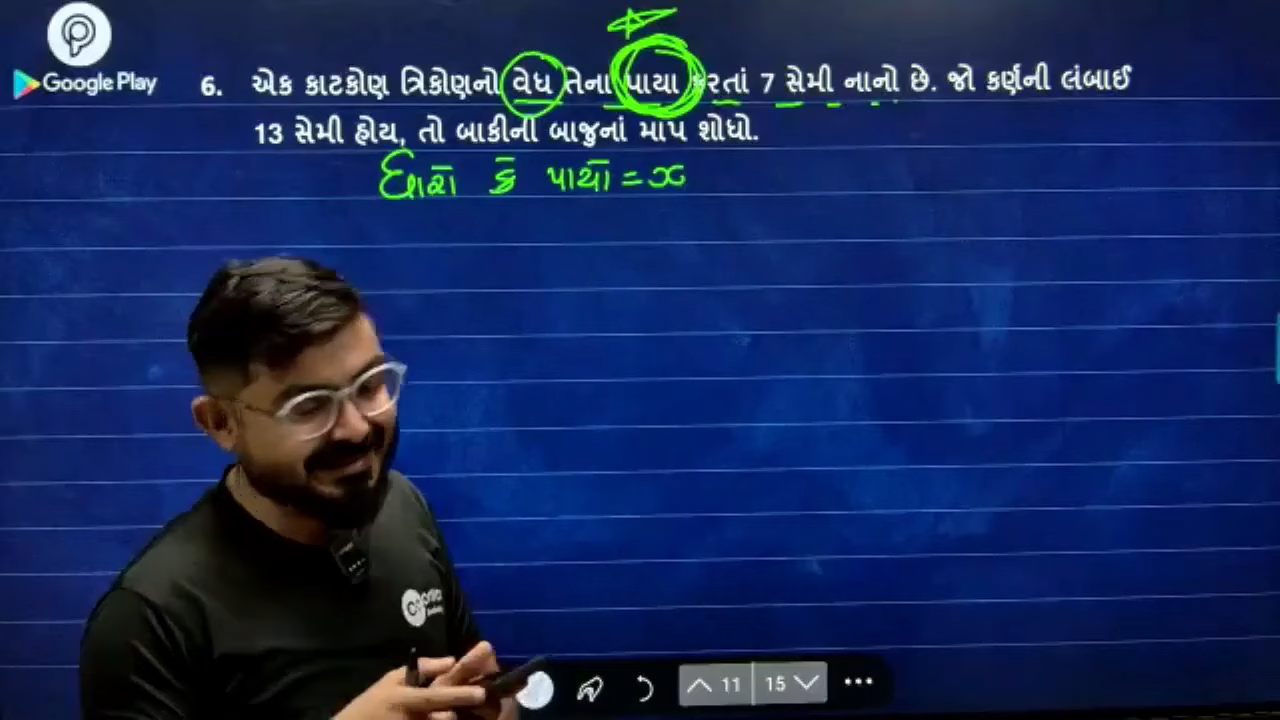 Google Play
6. એક કાટકોણ ત્રિકોણનો વેધ તેના પાયા કરતાં 7 સેમી નાનો છે. જો કર્ણની લંબાઈ
13 સેમી હોય, તો બાકીની બાજુનાં માપ શોધો.
ધારો કે પાયો = x
11 15